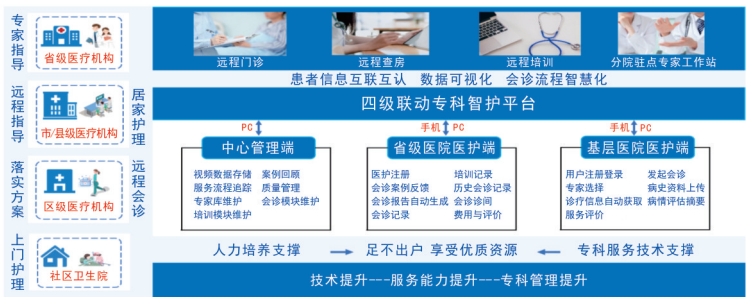 专家指导
省级医疗机构
远程指导
市/县级医疗机构
居家护理
落实方案
区级医疗机构
远程会诊
上门护理
社区卫生院
远程门诊 远程查房 远程培训 分院驻点专家工作站
患者信息互联互认 数据可视化 会诊流程智慧化
四级联动专科智护平台
PC 手机 PC 手机 PC
中心管理端
视频数据存储 案例回顾
服务流程追踪 质量管理
专家库维护 会诊模块维护
培训模块维护
省级医院医护端
医护注册 培训记录
会诊案例反馈 历史会诊记录
会诊报告自动生成 会诊诊间
会诊记录 费用与评价
基层医院医护端
用户注册登录 发起会诊
专家选择 病史资料上传
诊疗信息自动获取 病情评估摘要
服务评价
人力培养支撑 → 足不出户 享受优质资源 ← 专科服务技术支撑
技术提升---服务能力提升---专科管理提升